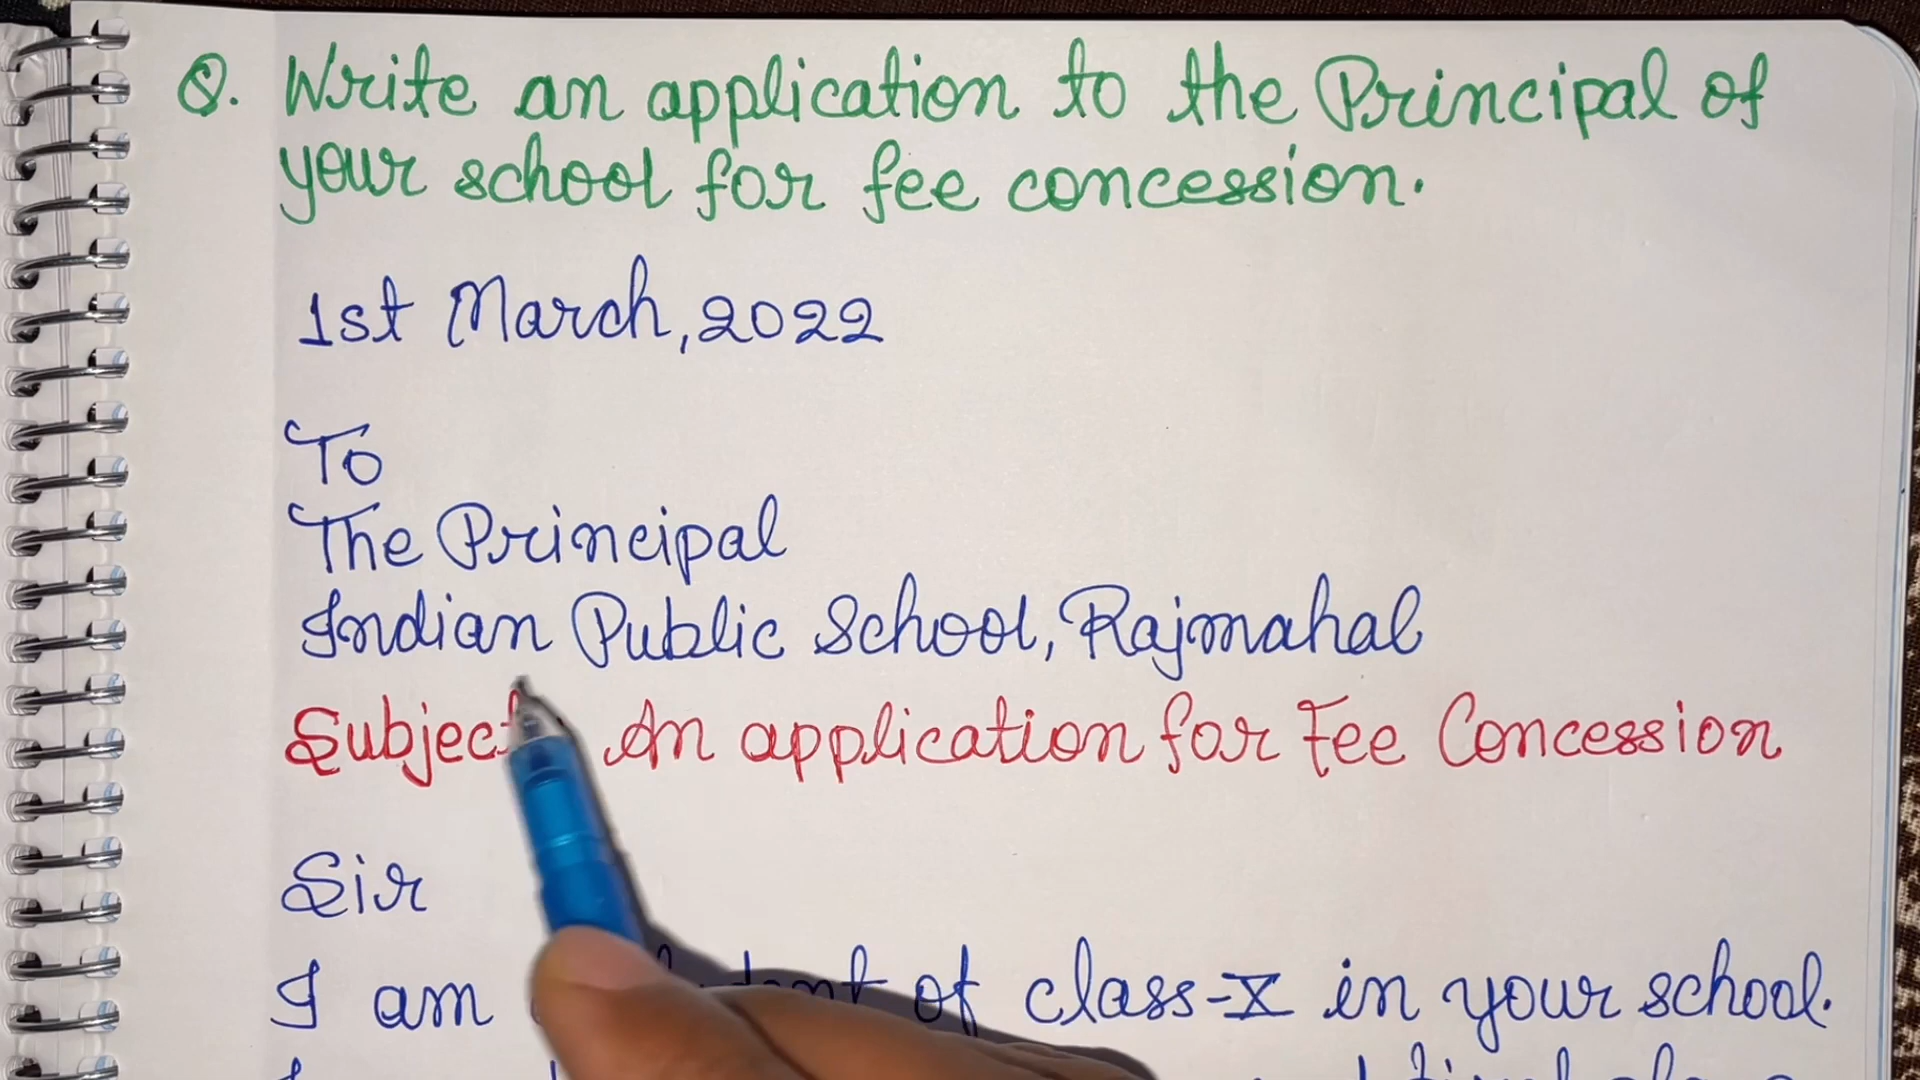 Q. Write an application to the Principal of
your school for fee concession.
1st March, 2022
To
The Principal
Indian Public School, Rajmahal
Subject An application for Fee Concession
Sir
I am of class-X in your school.